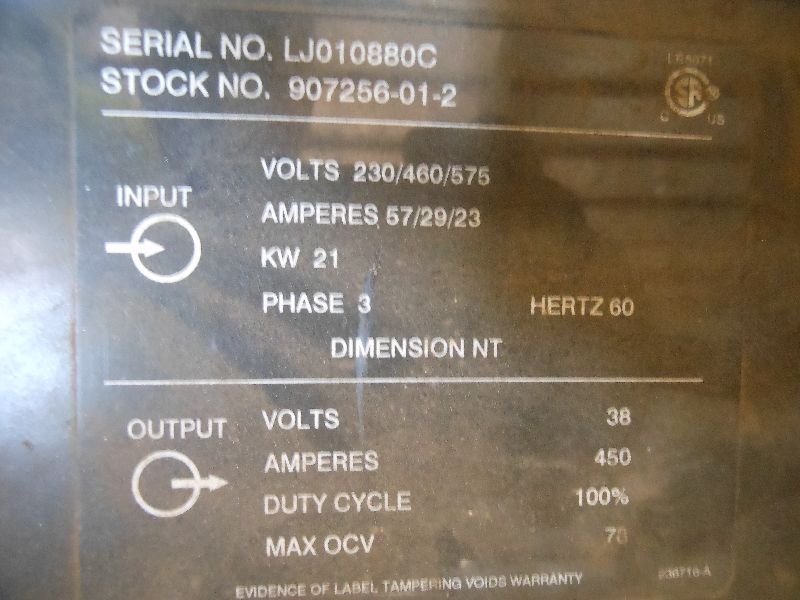 SERIAL NO. LJ010880C
STOCK NO. 907256-01-2
C US
INPUT
VOLTS 230/460/575
AMPERES 57/29/23
KW 21
PHASE 3 HERTZ 60
DIMENSION NT
OUTPUT
VOLTS 38
AMPERES 450
DUTY CYCLE 100%
MAX OCV
EVIDENCE OF LABEL TAMPERING VOIDS WARRANTY